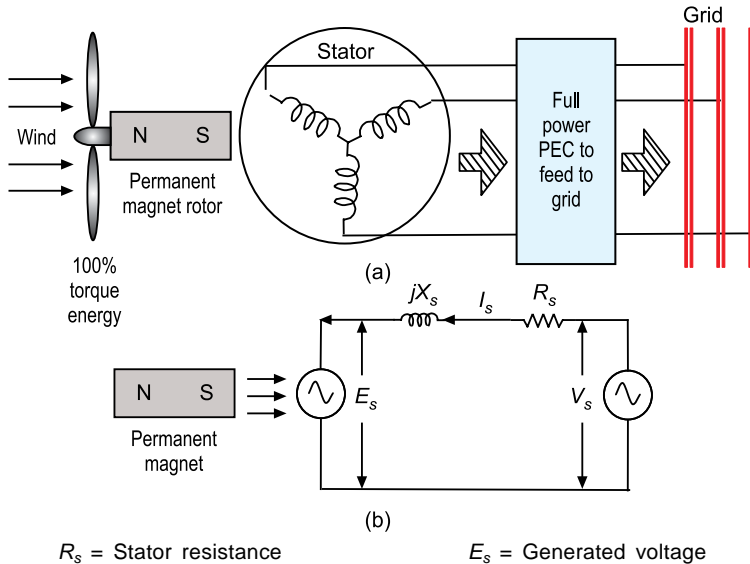 Grid
Stator
Wind
N S
Permanent
magnet rotor
100%
torque
energy
Full
power
PEC to
feed to
grid
(a)
jXs
Is
Rs
N S
Permanent
magnet
Es
Vs
(b)
Rs = Stator resistance
Es = Generated voltage